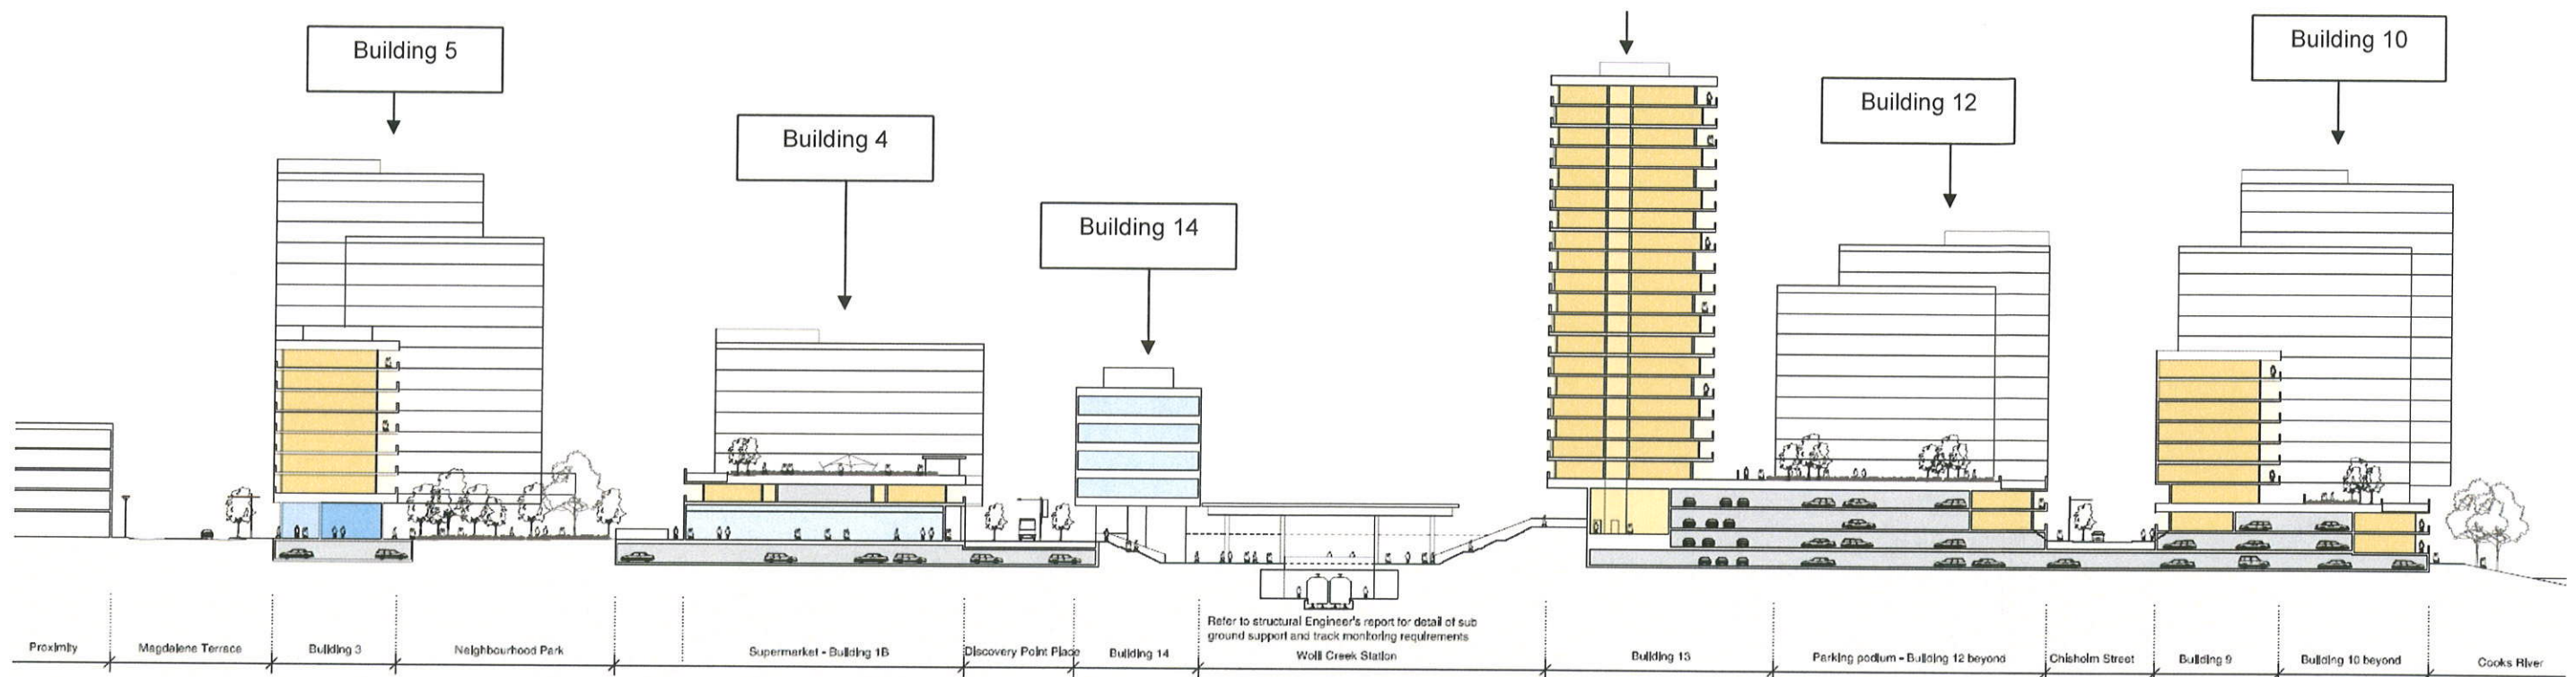 Building 5
Building 4
Building 14
Building 12
Building 10
Refer to structural Engineer's report for detail of sub
ground support and track monitoring requirements
Proximity
Magdalene Terrace
Building 3
Neighbourhood Park
Supermarket - Building 1B
Discovery Point Place
Building 14
Wolli Creek Station
Building 13
Parking podium - Building 12 beyond
Chisholm Street
Building 9
Building 10 beyond
Cooks River